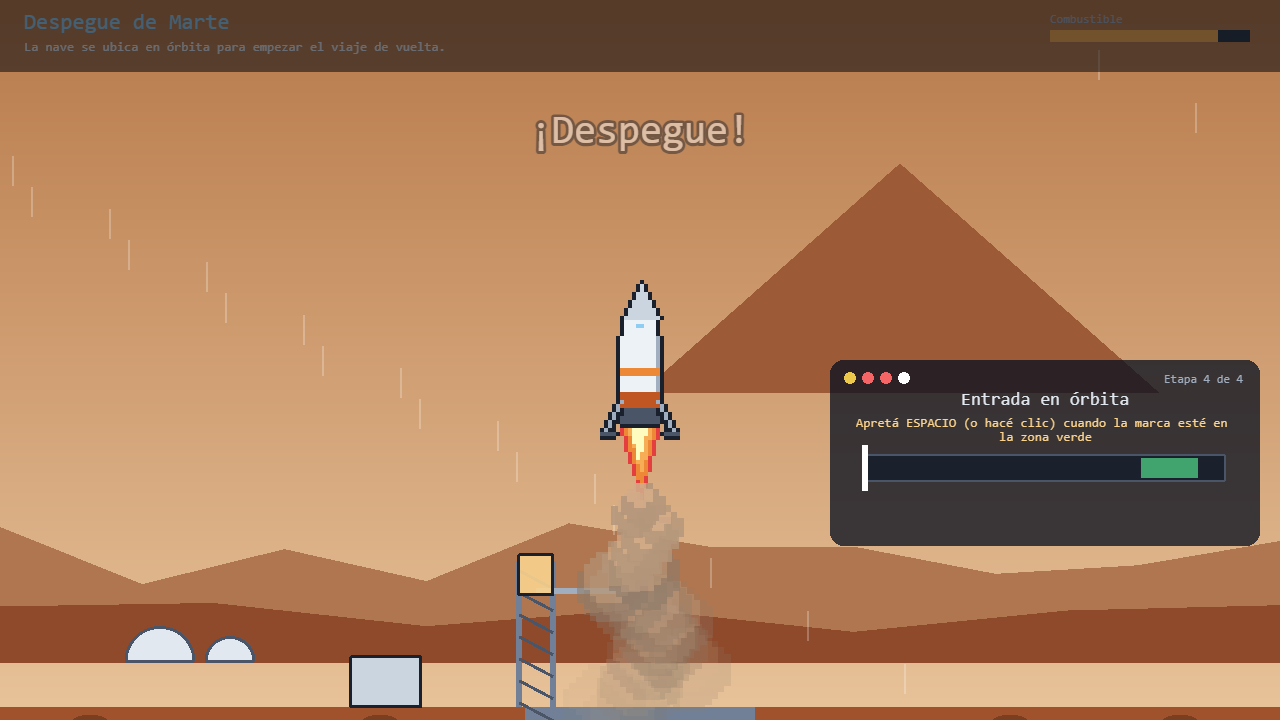 Despegue de Marte
La nave se ubica en órbita para empezar el viaje de vuelta.
Combustible
¡Despegue!
Etapa 4 de 4
Entrada en órbita
Apretá ESPACIO (o hacé clic) cuando la marca esté en
la zona verde